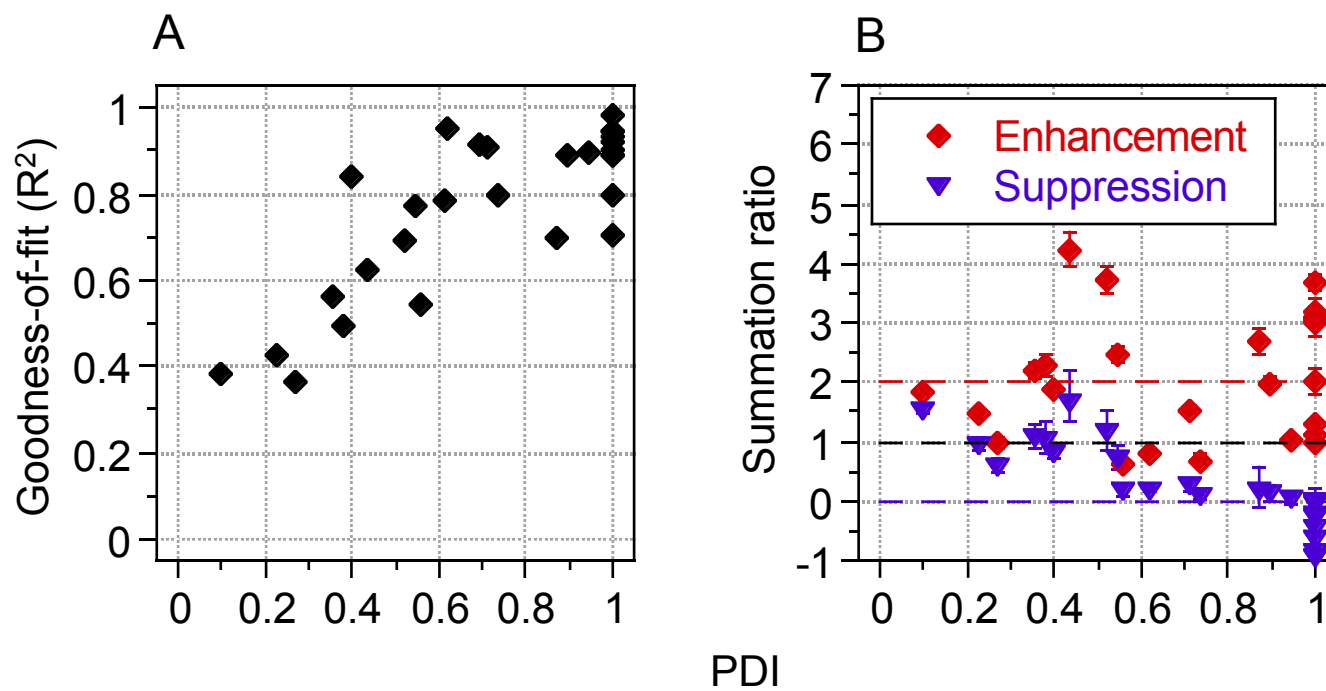 A
Goodness-of-fit (R²)
1
0.8
0.6
0.4
0.2
0
0 0.2 0.4 0.6 0.8 1
B
Summation ratio
7
6
5
4
3
2
1
0
-1
Enhancement
Suppression
0 0.2 0.4 0.6 0.8 1
PDI